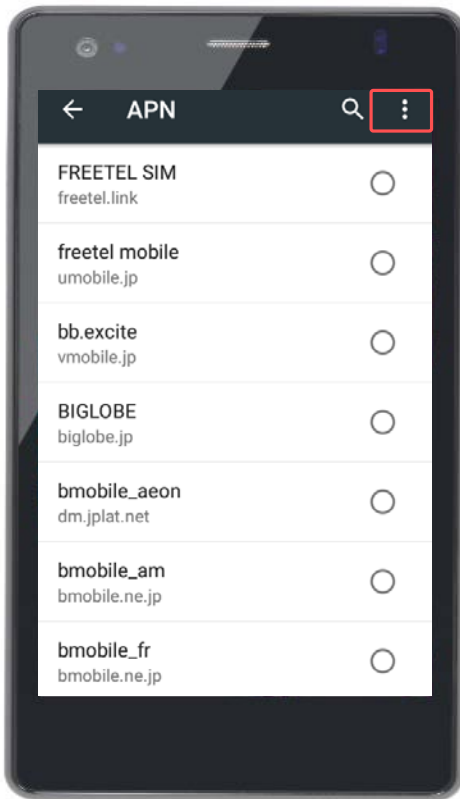 APN
FREETEL SIM
freetel.link
freetel mobile
umobile.jp
bb.excite
vmobile.jp
BIGLOBE
biglobe.jp
bmobile_aeon
dm.jplat.net
bmobile_am
bmobile.ne.jp
bmobile_fr
bmobile.ne.jp